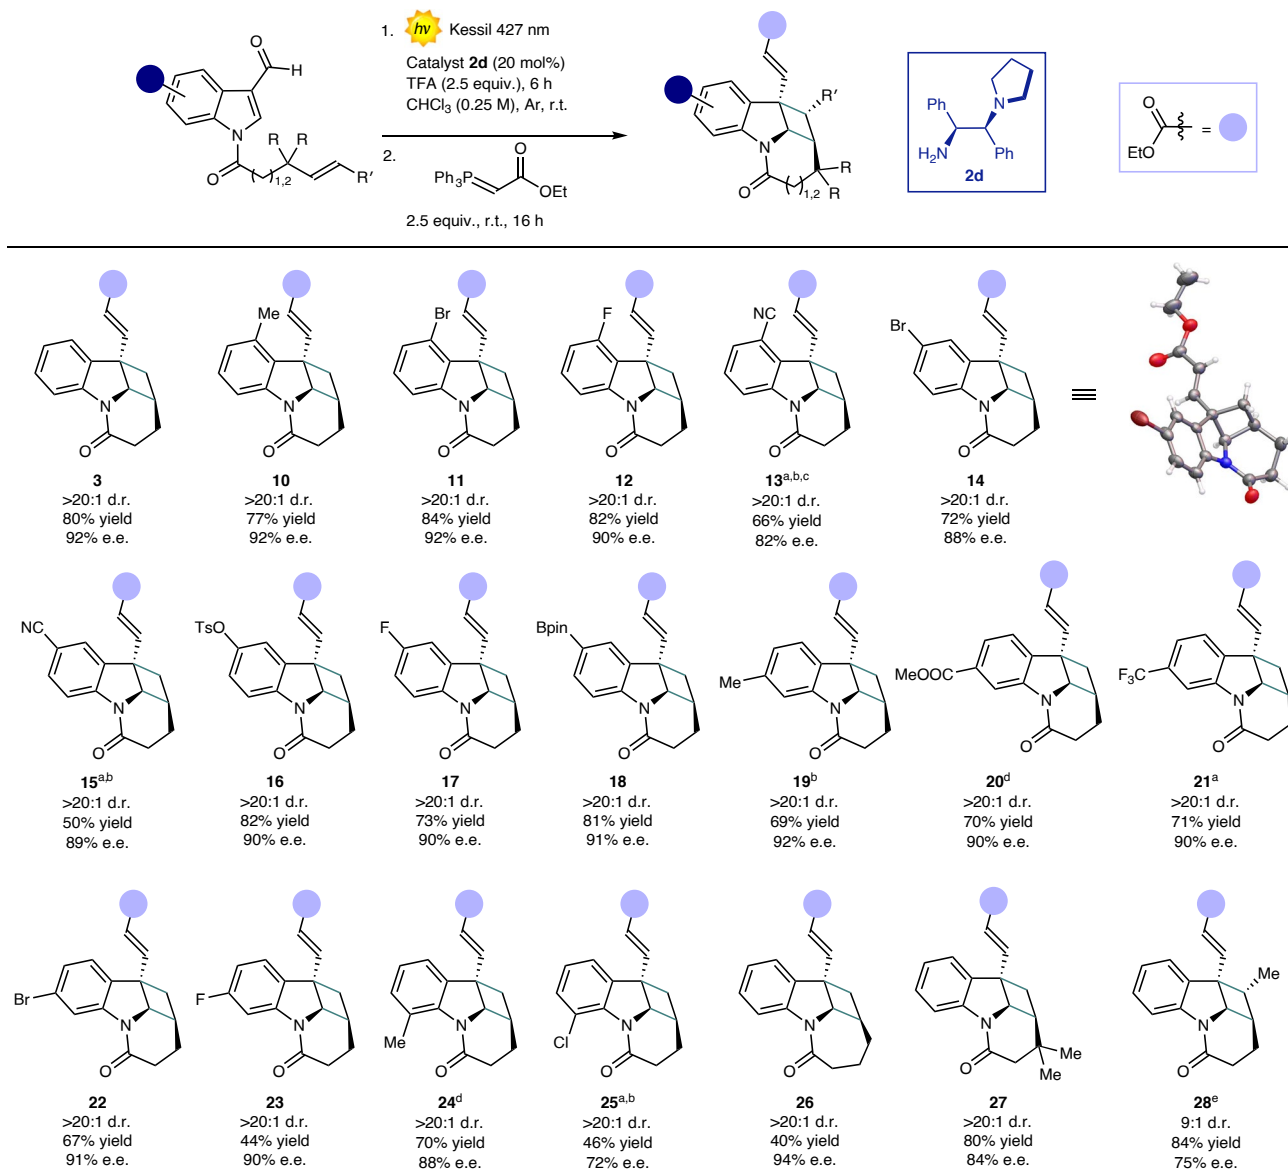 1. hν Kessil 427 nm
Catalyst 2d (20 mol%)
TFA (2.5 equiv.), 6 h
CHCl3 (0.25 M), Ar, r.t.
2.
Ph3P
O
O
Et
2.5 equiv., r.t., 16 h
O
H
N
O
R R
1,2
R'
R'
N
O
1,2
R
R
Ph
N
H2N
Ph
2d
O
EtO
=
N
O
3
>20:1 d.r.
80% yield
92% e.e.
Me
N
O
10
>20:1 d.r.
77% yield
92% e.e.
Br
N
O
11
>20:1 d.r.
84% yield
92% e.e.
F
N
O
12
>20:1 d.r.
82% yield
90% e.e.
NC
N
O
13a,b,c
>20:1 d.r.
66% yield
82% e.e.
Br
N
O
14
>20:1 d.r.
72% yield
88% e.e.
NC
N
O
15a,b
>20:1 d.r.
50% yield
89% e.e.
TsO
N
O
16
>20:1 d.r.
82% yield
90% e.e.
F
N
O
17
>20:1 d.r.
73% yield
90% e.e.
Bpin
N
O
18
>20:1 d.r.
81% yield
91% e.e.
Me
N
O
19b
>20:1 d.r.
69% yield
92% e.e.
MeOOC
N
O
20d
>20:1 d.r.
70% yield
90% e.e.
F3C
N
O
21a
>20:1 d.r.
71% yield
90% e.e.
Br
N
O
22
>20:1 d.r.
67% yield
91% e.e.
F
N
O
23
>20:1 d.r.
44% yield
90% e.e.
Me
N
O
24d
>20:1 d.r.
70% yield
88% e.e.
Cl
N
O
25a,b
>20:1 d.r.
46% yield
72% e.e.
N
O
26
>20:1 d.r.
40% yield
94% e.e.
N
O
Me
Me
27
>20:1 d.r.
80% yield
84% e.e.
Me
N
O
28e
9:1 d.r.
84% yield
75% e.e.